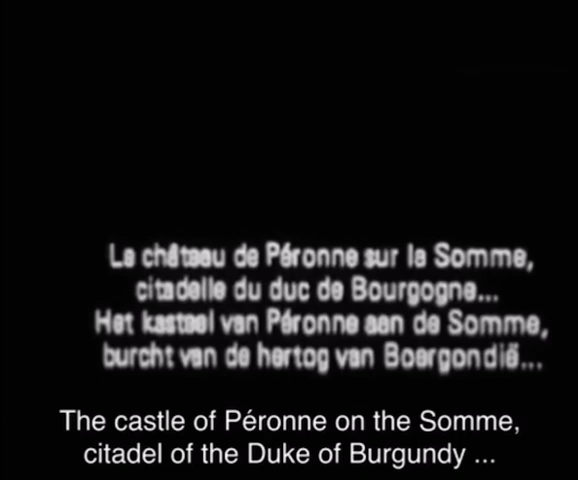 Le château de Péronne sur la Somme,
citadelle du duc de Bourgogne...
Het kasteel van Péronne aan de Somme,
burcht van de hertog van Boergondië...
The castle of Péronne on the Somme,
citadel of the Duke of Burgundy ...